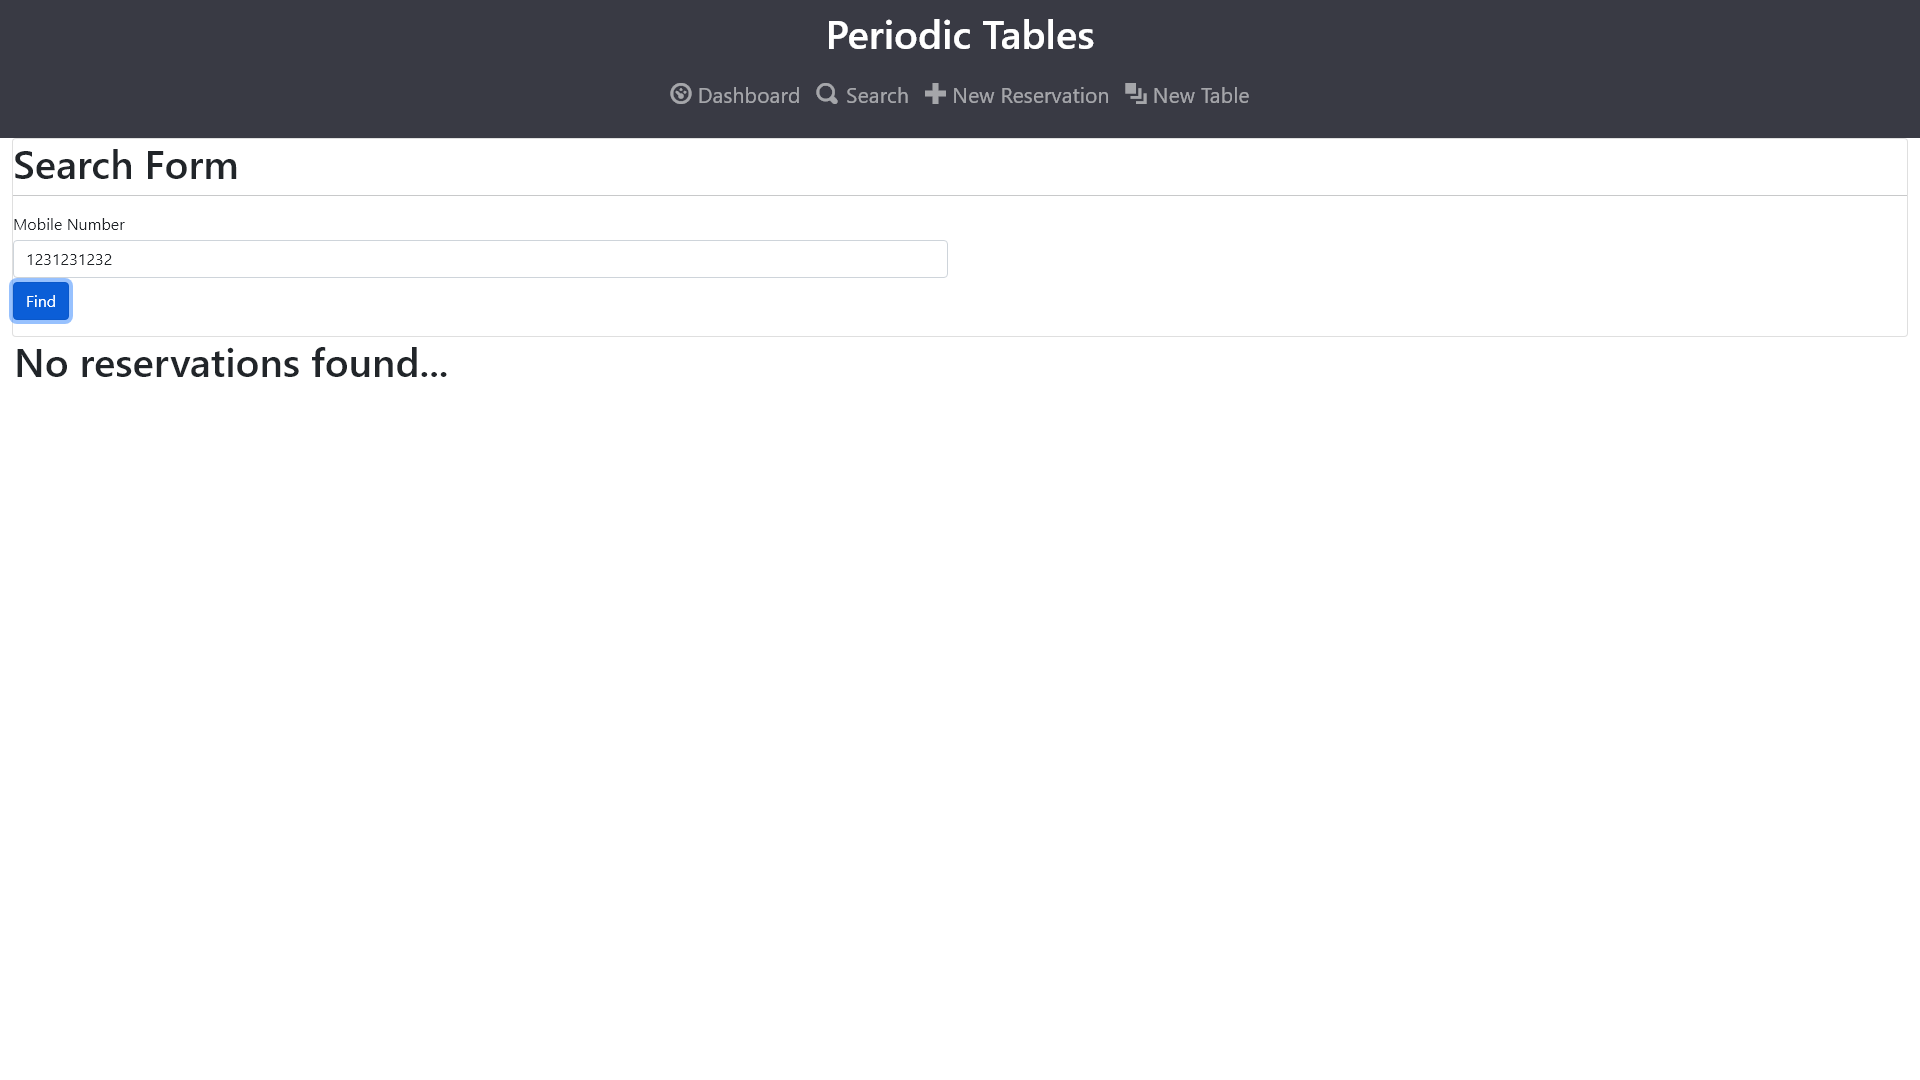 Periodic Tables
Dashboard Search New Reservation New Table
Search Form
Mobile Number
1231231232
Find
No reservations found...